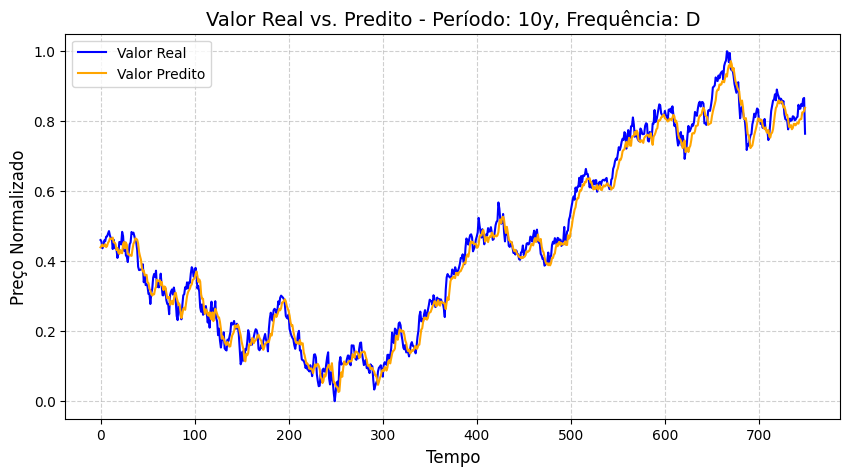 Valor Real vs. Predito - Período: 10y, Frequência: D
Valor Real
Valor Predito
Preço Normalizado
1.0
0.8
0.6
0.4
0.2
0.0
0
100
200
300
400
500
600
700
Tempo